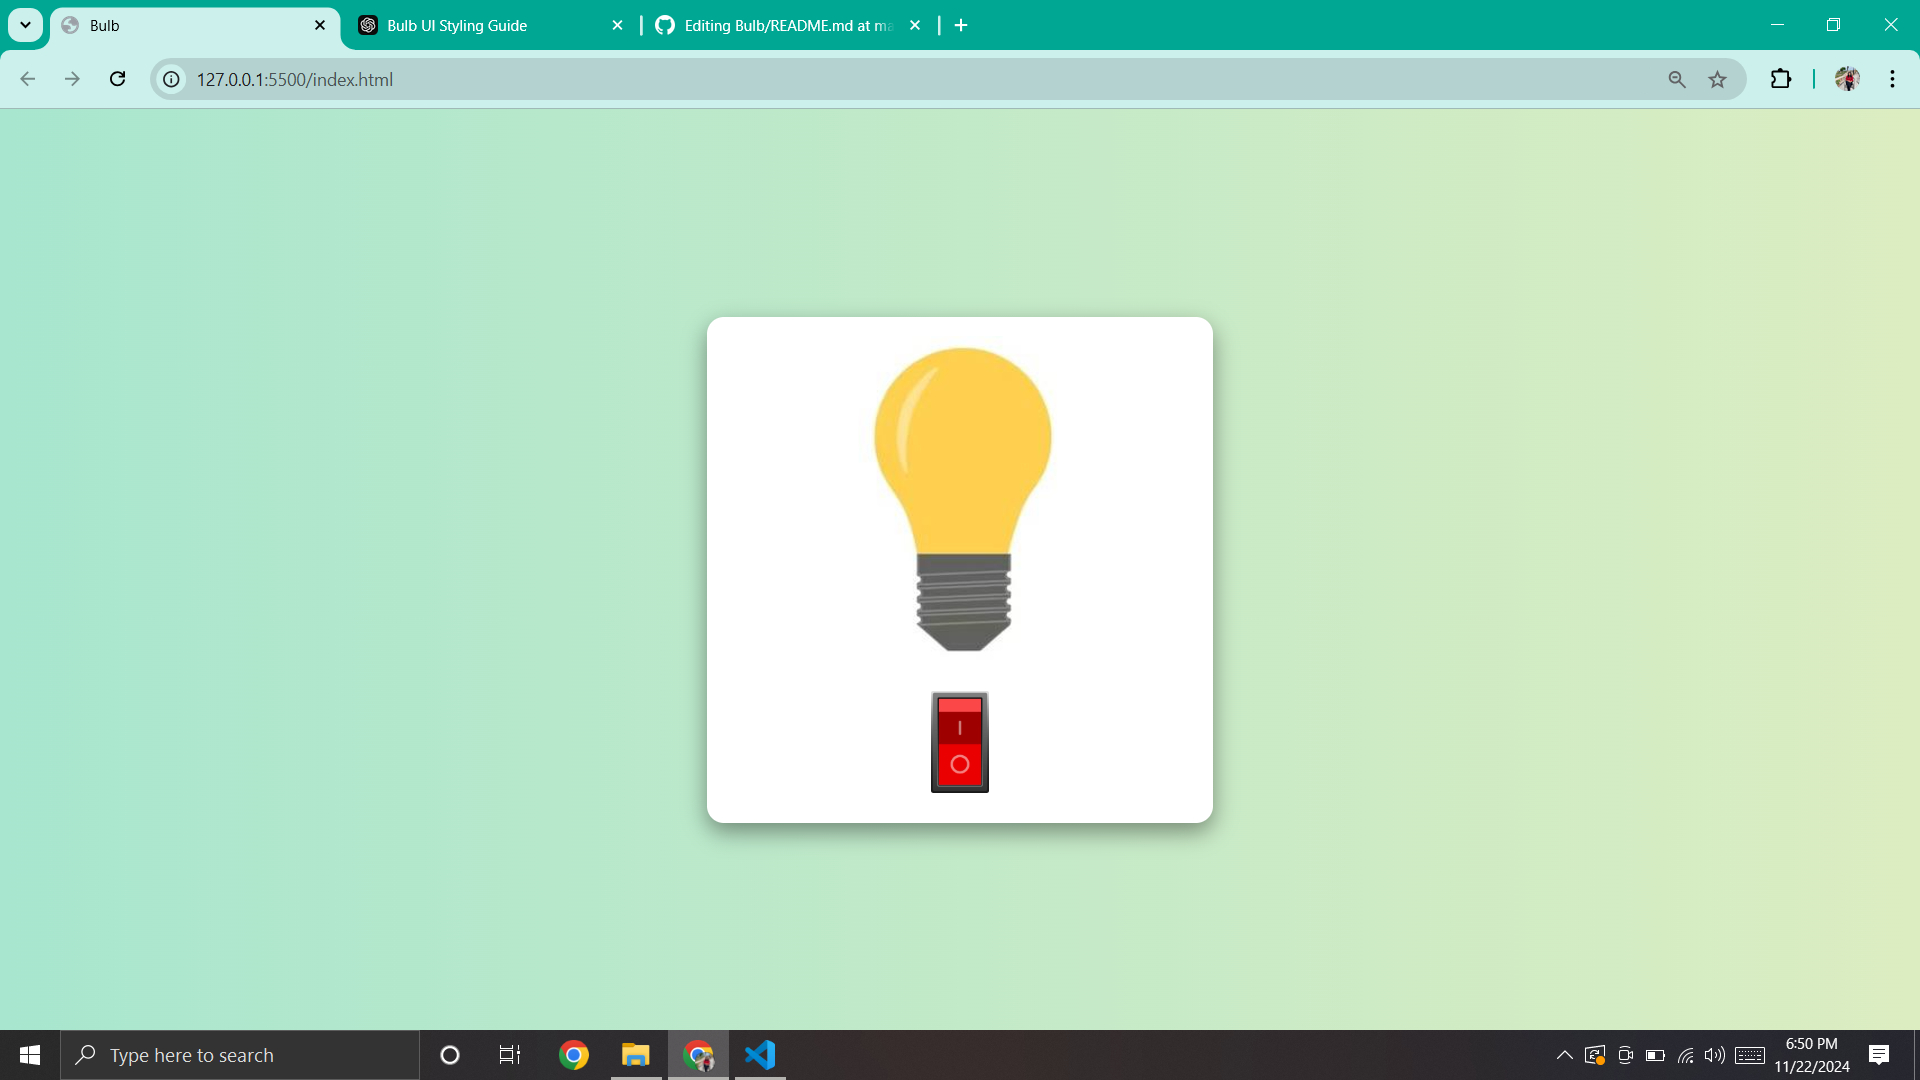 Bulb
Bulb UI Styling Guide
Editing Bulb/README.md at ma
127.0.0.1:5500/index.html
Type here to search
6:50 PM
11/22/2024